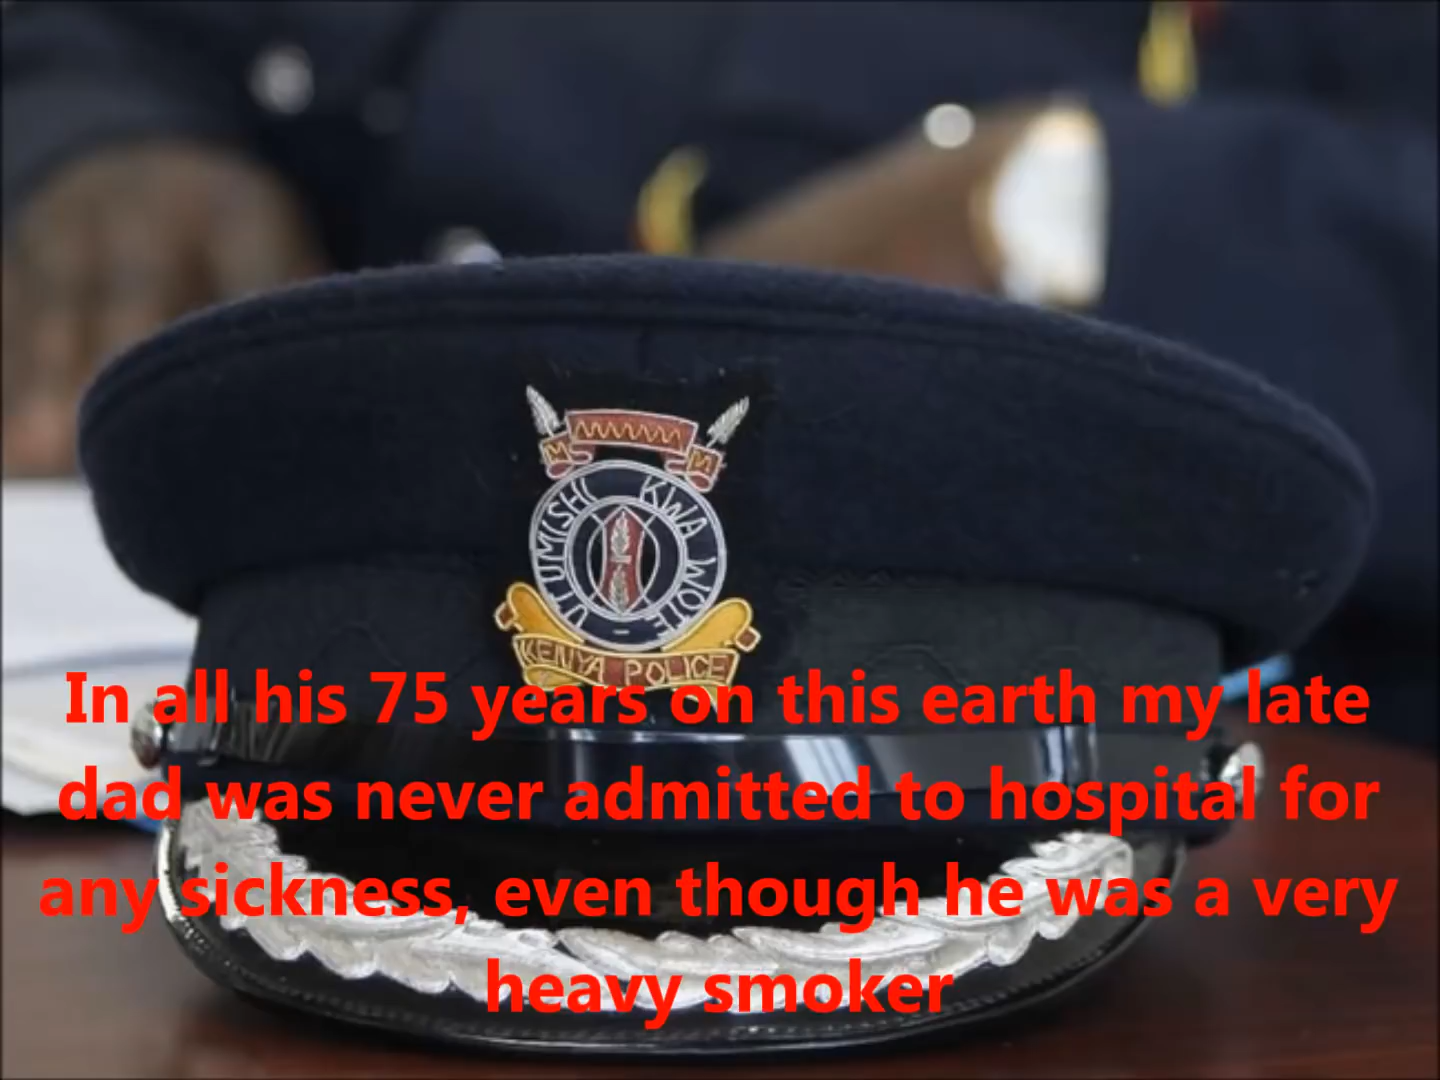 UTUMISHI KWA WOTE
KENYA POLICE
In all his 75 years on this earth my late
dad was never admitted to hospital for
any sickness, even though he was a very
heavy smoker